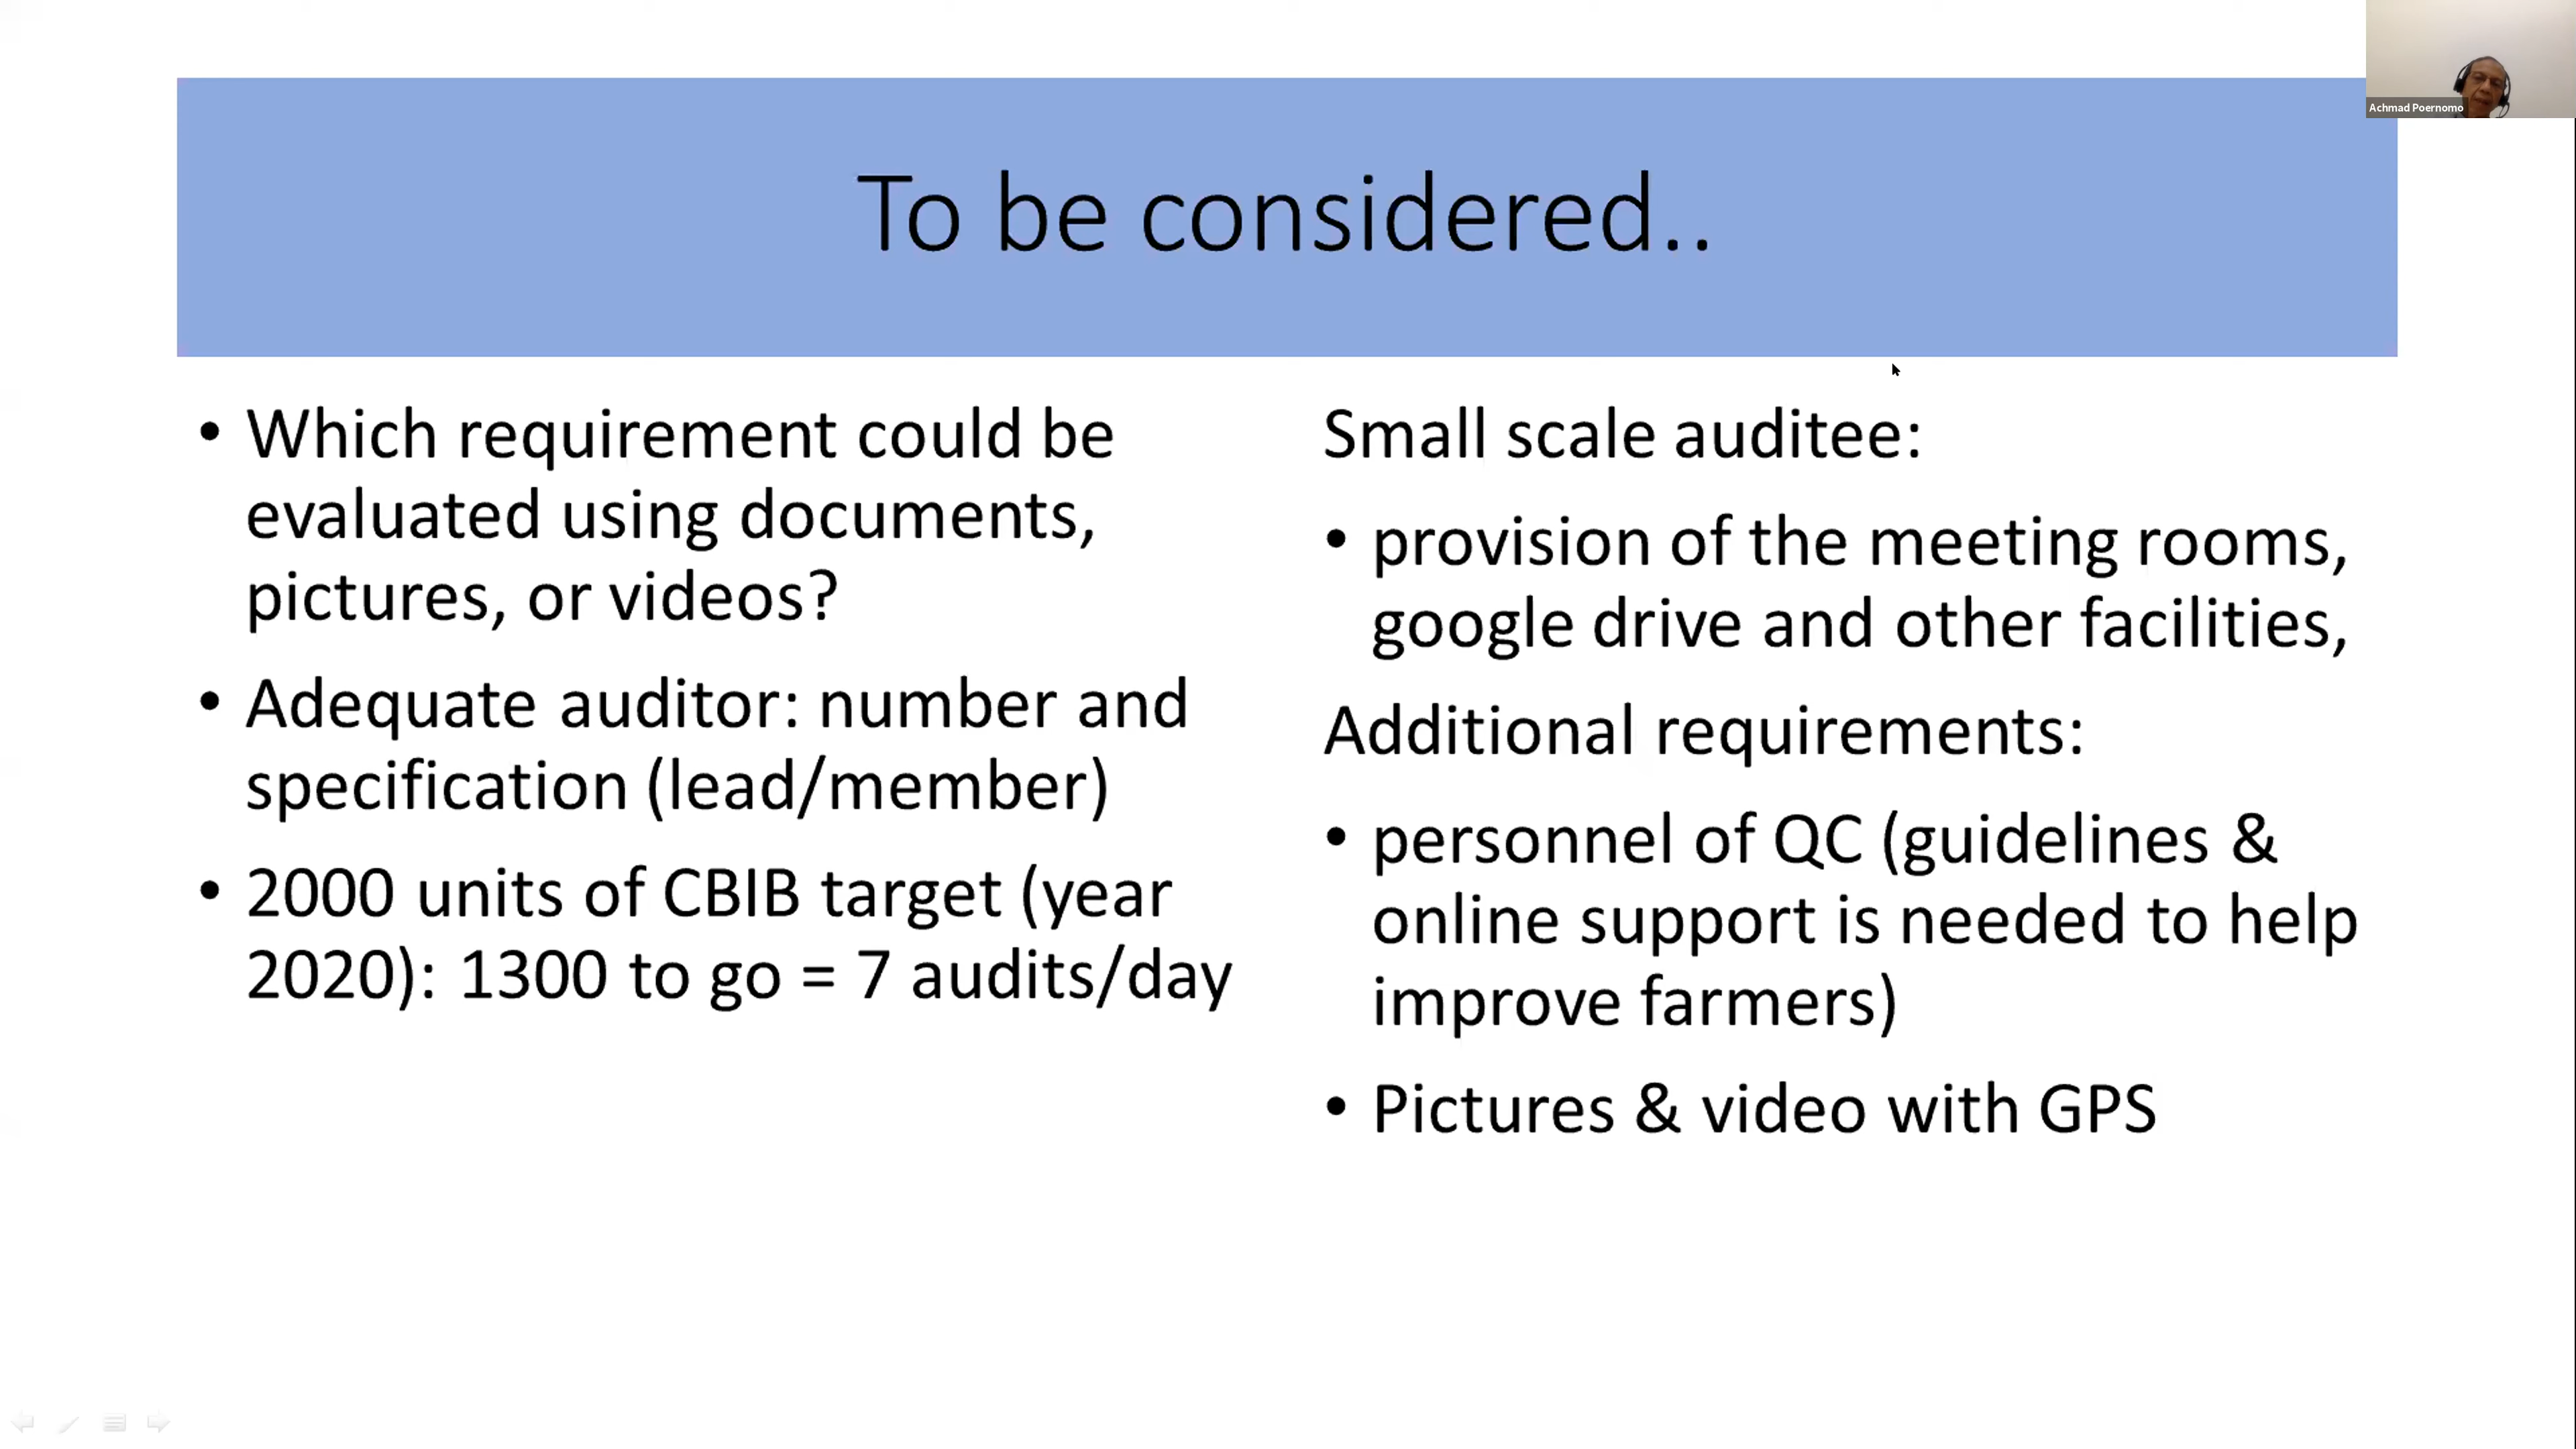 Achmad Poernomo
To be considered..
• Which requirement could be
evaluated using documents,
pictures, or videos?
• Adequate auditor: number and
specification (lead/member)
• 2000 units of CBIB target (year
2020): 1300 to go = 7 audits/day
Small scale auditee:
• provision of the meeting rooms,
google drive and other facilities,
Additional requirements:
• personnel of QC (guidelines &
online support is needed to help
improve farmers)
• Pictures & video with GPS